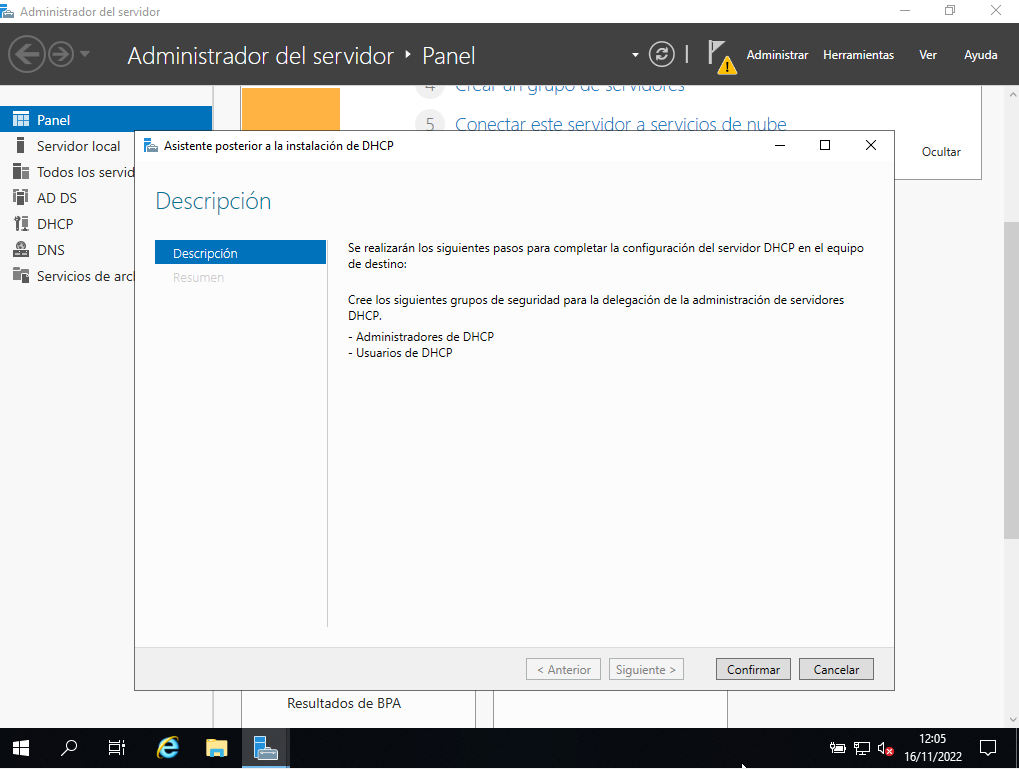 Administrador del servidor
Administrador del servidor ‣ Panel
Administrar Herramientas Ver Ayuda
4 Crear un grupo de servidores
5 Conectar este servidor a servicios de nube
Ocultar
Panel
Servidor local
Todos los servid
AD DS
DHCP
DNS
Servicios de arc
Asistente posterior a la instalación de DHCP
Descripción
Descripción
Resumen
Se realizarán los siguientes pasos para completar la configuración del servidor DHCP en el equipo
de destino:
Cree los siguientes grupos de seguridad para la delegación de la administración de servidores
DHCP.
- Administradores de DHCP
- Usuarios de DHCP
< Anterior Siguiente > Confirmar Cancelar
Resultados de BPA
12:05
16/11/2022